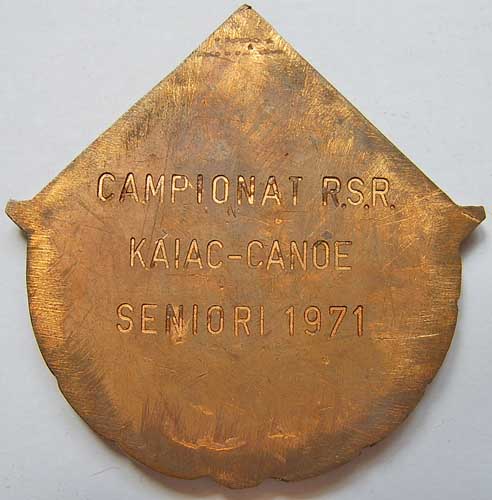 CAMPIONAT R.S.R.
KAIAC-CANOE
SENIORI 1971